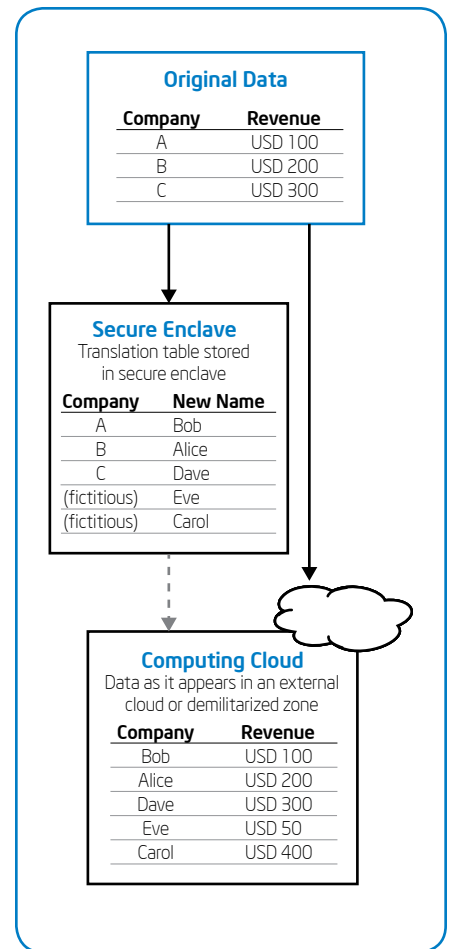 Original Data
Company Revenue
A USD 100
B USD 200
C USD 300
Secure Enclave
Translation table stored
in secure enclave
Company New Name
A Bob
B Alice
C Dave
(fictitious) Eve
(fictitious) Carol
Computing Cloud
Data as it appears in an external
cloud or demilitarized zone
Company Revenue
Bob USD 100
Alice USD 200
Dave USD 300
Eve USD 50
Carol USD 400